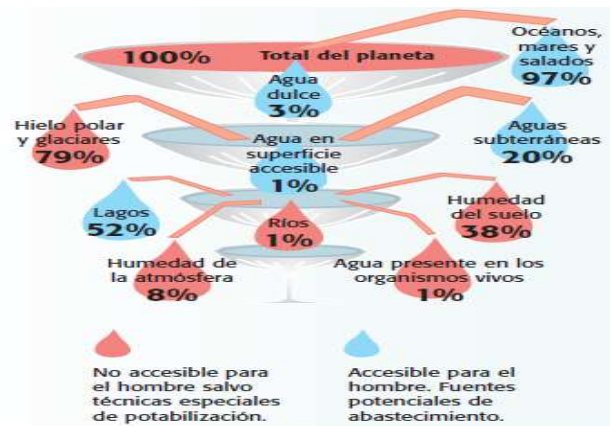 100% Total del planeta
Océanos,
mares y
salados
97%
Agua
dulce
3%
Hielo polar
y glaciares
79%
Agua en
superficie
accesible
1%
Aguas
subterráneas
20%
Lagos
52%
Ríos
1%
Humedad
del suelo
38%
Humedad de
la atmósfera
8%
Agua presente en los
organismos vivos
1%
No accesible para
el hombre salvo
técnicas especiales
de potabilización.
Accesible para el
hombre. Fuentes
potenciales de
abastecimiento.